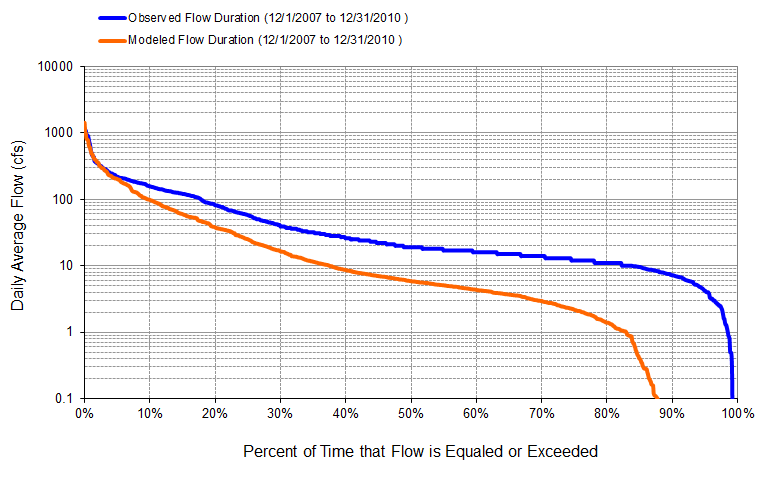 Observed Flow Duration (12/1/2007 to 12/31/2010 )
Modeled Flow Duration (12/1/2007 to 12/31/2010 )
10000
1000
100
10
1
0.1
Daily Average Flow (cfs)
0% 10% 20% 30% 40% 50% 60% 70% 80% 90% 100%
Percent of Time that Flow is Equaled or Exceeded